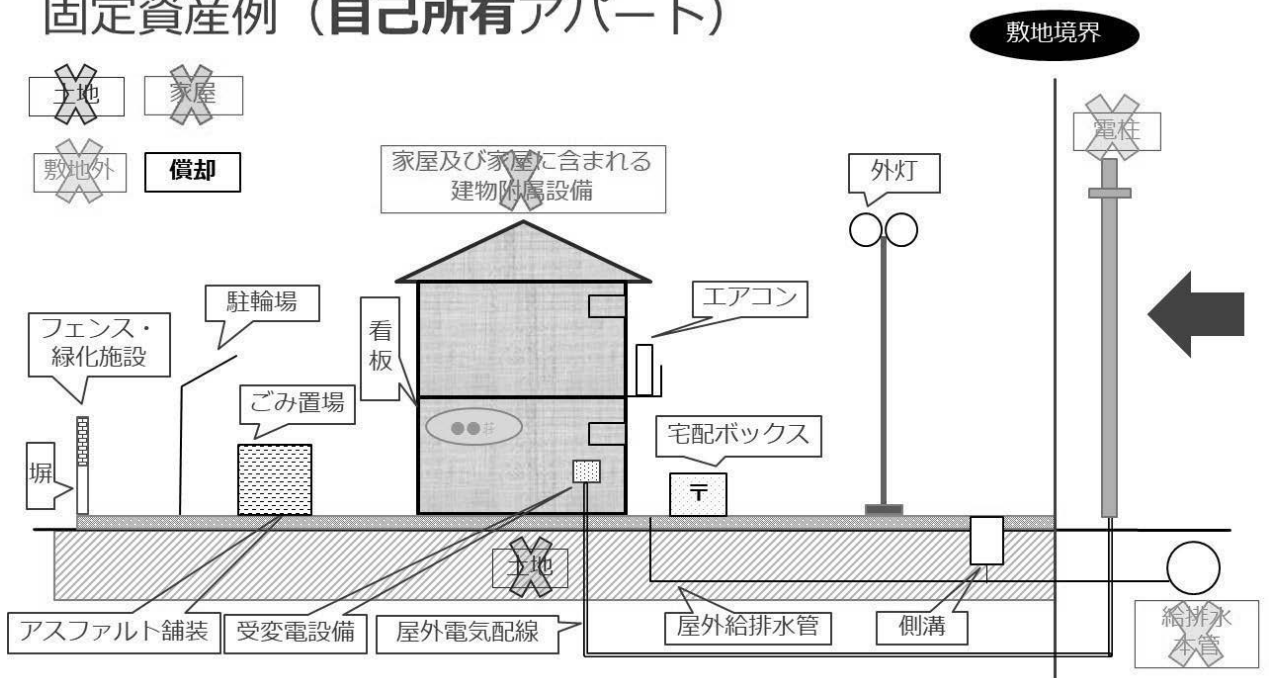 固定資産例（自己所有アパート）
敷地境界
土地
家屋
電柱
敷地外
償却
家屋及び家屋に含まれる
建物附属設備
外灯
駐輪場
エアコン
フェンス・
緑化施設
看
板
ごみ置場
●●荘
宅配ボックス
塀
〒
土地
アスファルト舗装
受変電設備
屋外電気配線
屋外給排水管
側溝
給排水
本管